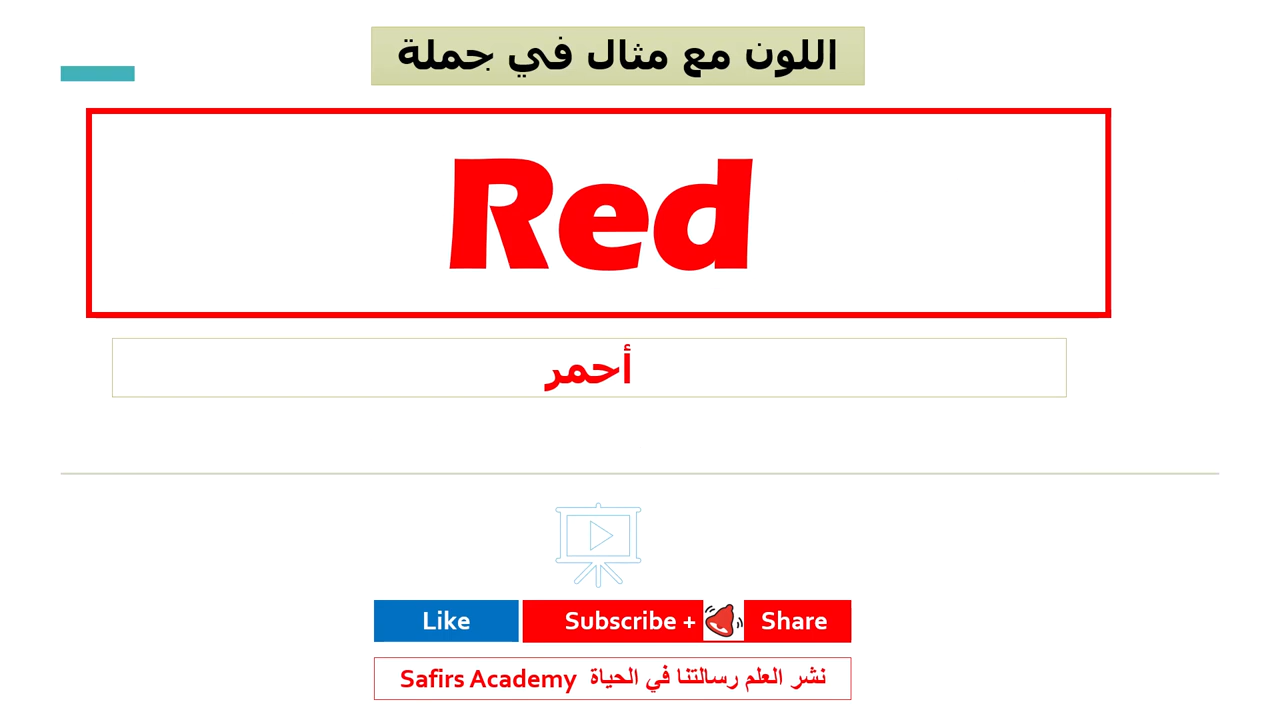 اللون مع مثال في جملة
Red
أحمر
Like Subscribe + Share
نشر العلم رسالتنا في الحياة Safirs Academy